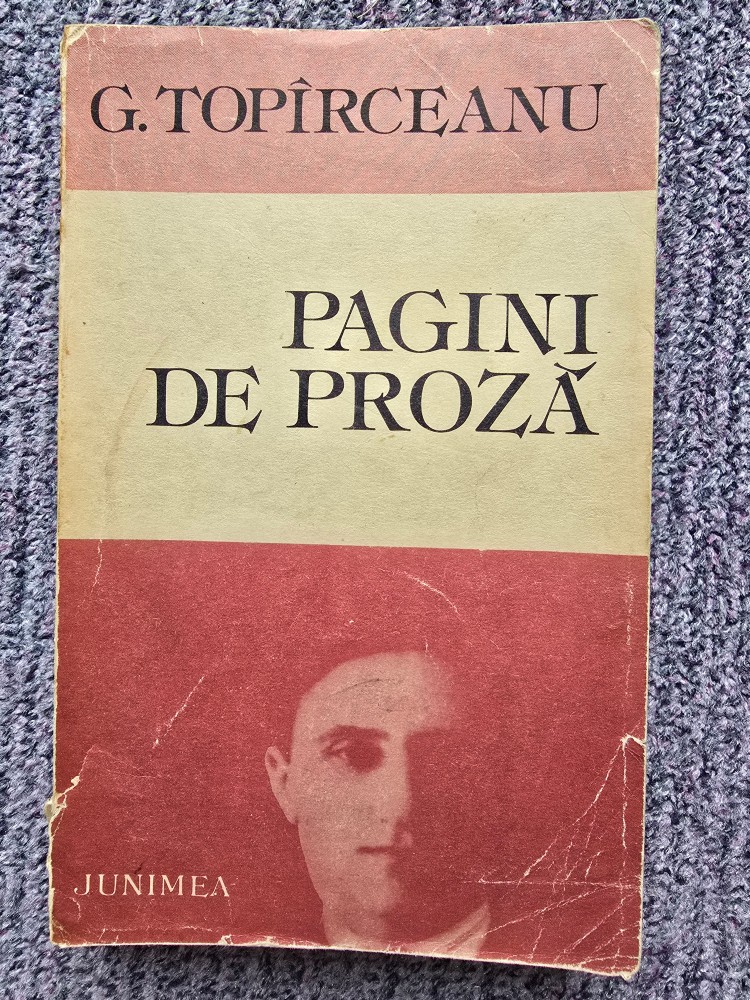 G. TOPÎRCEANU
PAGINI
DE PROZĂ
JUNIMEA